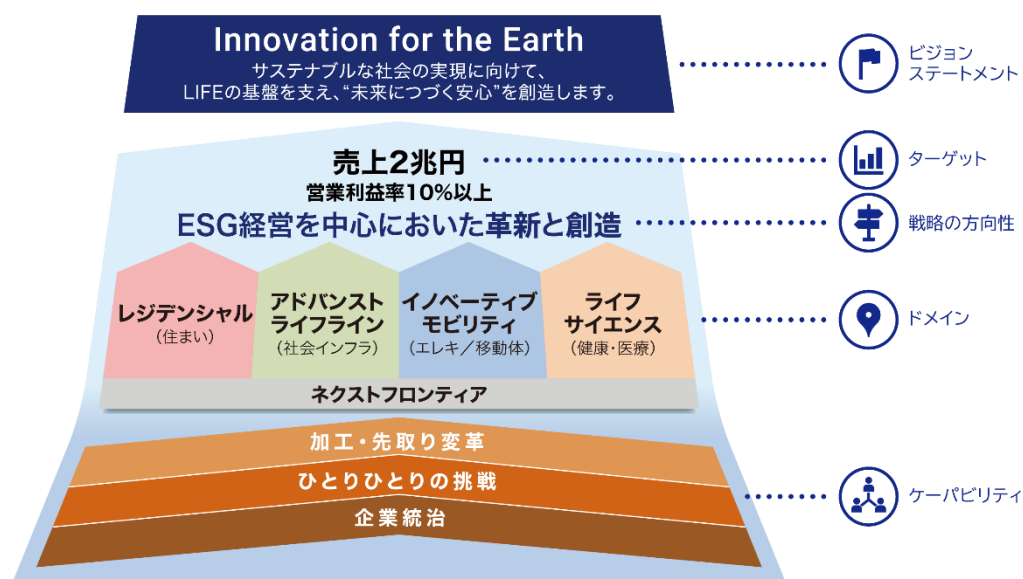 Innovation for the Earth
サステナブルな社会の実現に向けて、
LIFEの基盤を支え、“未来につづく安心”を創造します。
ビジョン
ステートメント
売上2兆円
営業利益率10%以上
ターゲット
ESG経営を中心においた革新と創造
戦略の方向性
レジデンシャル
（住まい）
アドバンスト
ライフライン
（社会インフラ）
イノベーティブ
モビリティ
（エレキ／移動体）
ライフ
サイエンス
（健康・医療）
ドメイン
ネクストフロンティア
加工・先取り変革
ひとりひとりの挑戦
企業統治
ケーパビリティ